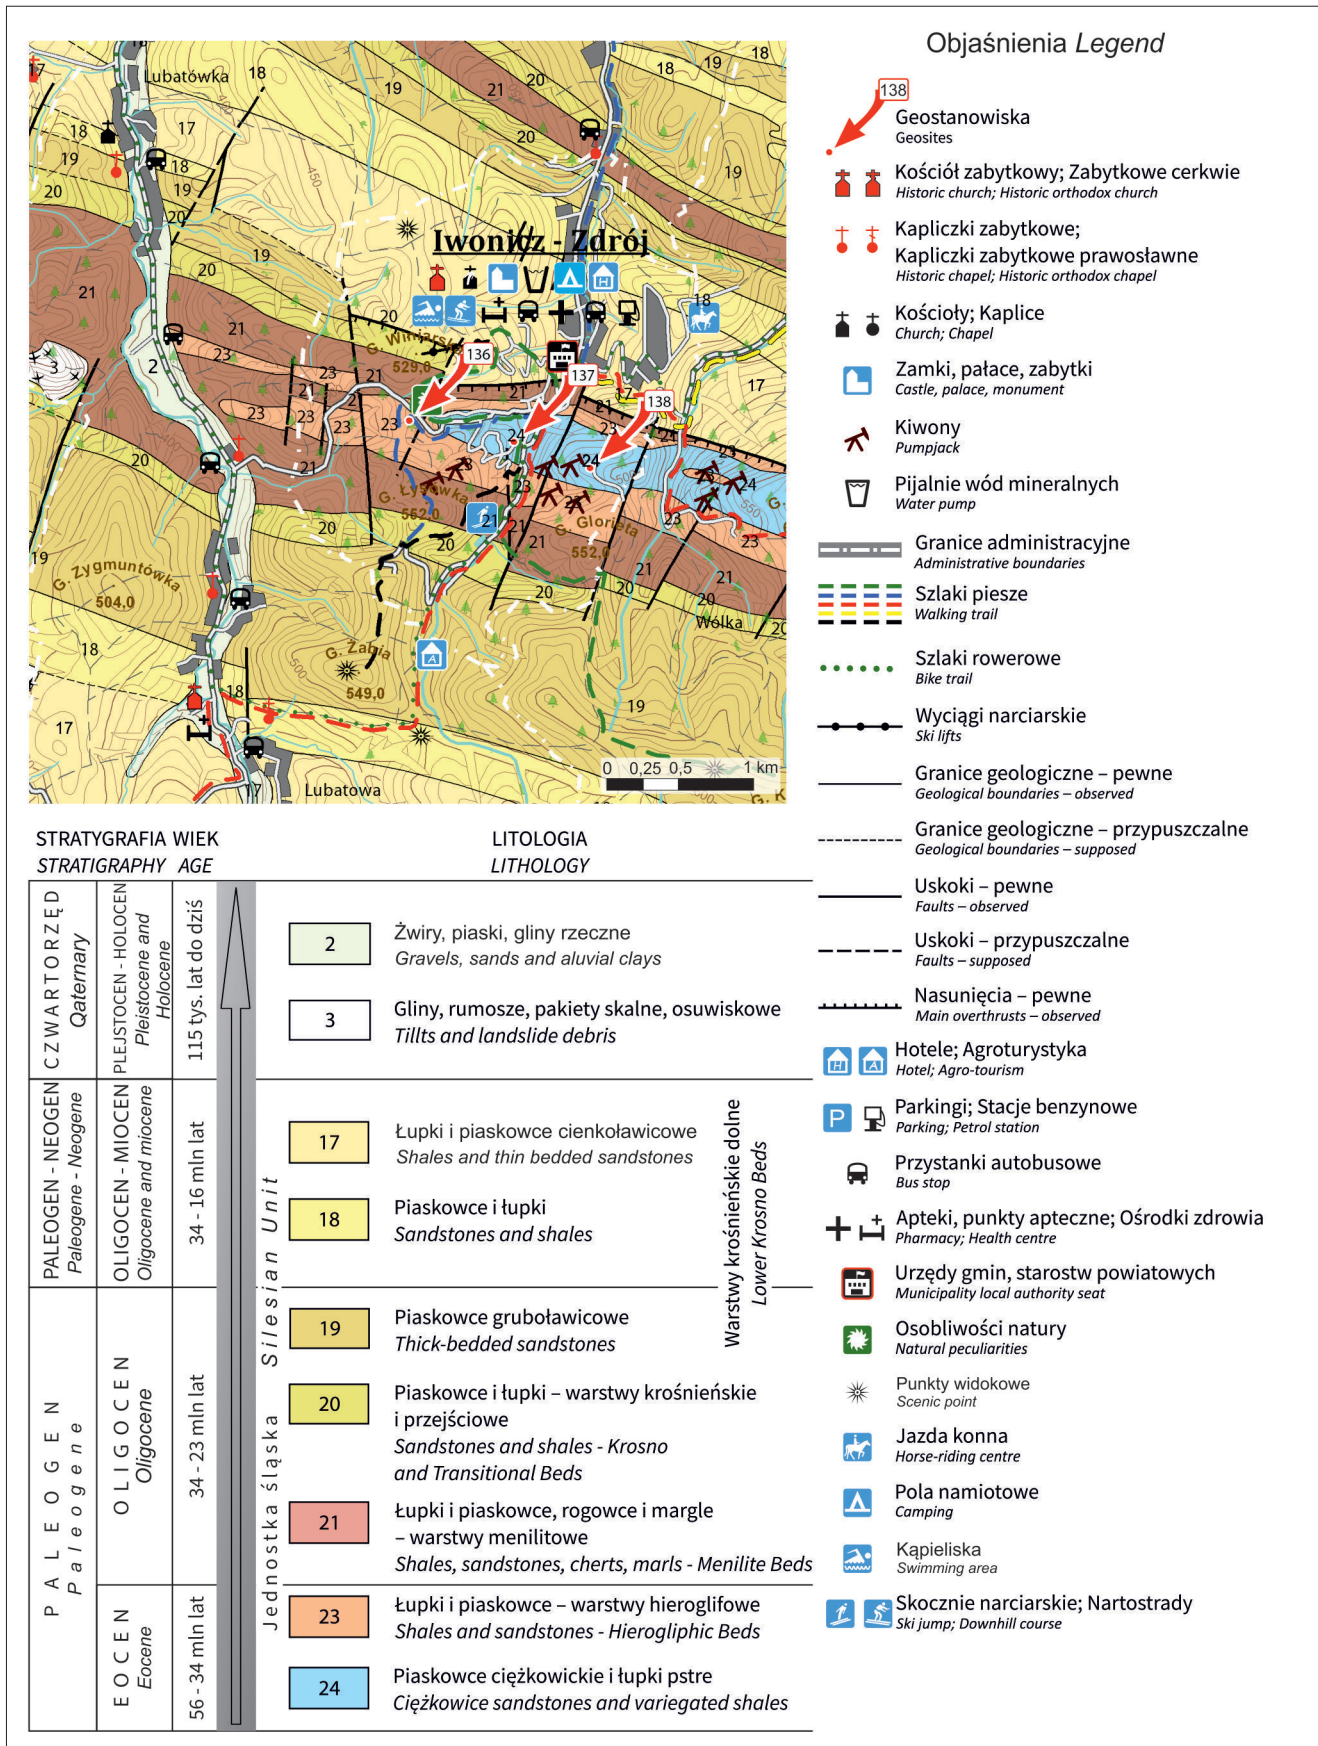 Lubatówka
Iwonicz - Zdrój
G. Winiarska
529,0
136
137
138
G. Łysówka
552,0
G. Glorieta
552,0
G. Zygmuntówka
504,0
G. Żabia
549,0
Wólka
Lubatowa
0 0,25 0,5 1 km
Objaśnienia Legend
138
Geostanowiska
Geosites
Kościół zabytkowy; Zabytkowe cerkwie
Historic church; Historic orthodox church
Kapliczki zabytkowe;
Kapliczki zabytkowe prawosławne
Historic chapel; Historic orthodox chapel
Kościoły; Kaplice
Church; Chapel
Zamki, pałace, zabytki
Castle, palace, monument
Kiwony
Pumpjack
Pijalnie wód mineralnych
Water pump
Granice administracyjne
Administrative boundaries
Szlaki piesze
Walking trail
Szlaki rowerowe
Bike trail
Wyciągi narciarskie
Ski lifts
Granice geologiczne – pewne
Geological boundaries – observed
Granice geologiczne – przypuszczalne
Geological boundaries – supposed
Uskoki – pewne
Faults – observed
Uskoki – przypuszczalne
Faults – supposed
Nasunięcia – pewne
Main overthrusts – observed
H A Hotele; Agroturystyka
Hotel; Agro-tourism
P Parkingi; Stacje benzynowe
Parking; Petrol station
Przystanki autobusowe
Bus stop
Apteki, punkty apteczne; Ośrodki zdrowia
Pharmacy; Health centre
Urzędy gmin, starostw powiatowych
Municipality local authority seat
Osobliwości natury
Natural peculiarities
Punkty widokowe
Scenic point
Jazda konna
Horse-riding centre
Pola namiotowe
Camping
Kąpieliska
Swimming area
Skocznie narciarskie; Nartostrady
Ski jump; Downhill course
STRATYGRAFIA WIEK
STRATIGRAPHY AGE
LITOLOGIA
LITHOLOGY
CZWARTORZĘD
Qaternary
PLEJSTOCEN - HOLOCEN
Pleistocene and
Holocene
115 tys. lat do dziś
2
Żwiry, piaski, gliny rzeczne
Gravels, sands and aluvial clays
3
Gliny, rumosze, pakiety skalne, osuwiskowe
Tillts and landslide debris
PALEOGEN - NEOGEN
Paleogene - Neogene
OLIGOCEN - MIOCEN
Oligocene and miocene
34 - 16 mln lat
Jednostka śląska Silesian Unit
17
Łupki i piaskowce cienkoławicowe
Shales and thin bedded sandstones
18
Piaskowce i łupki
Sandstones and shales
Warstwy krośnieńskie dolne
Lower Krosno Beds
PALEOGEN
Paleogene
OLIGOCEN
Oligocene
34 - 23 mln lat
19
Piaskowce gruboławicowe
Thick-bedded sandstones
20
Piaskowce i łupki – warstwy krośnieńskie
i przejściowe
Sandstones and shales - Krosno
and Transitional Beds
21
Łupki i piaskowce, rogowce i margle
– warstwy menilitowe
Shales, sandstones, cherts, marls - Menilite Beds
EOCEN
Eocene
56 - 34 mln lat
23
Łupki i piaskowce – warstwy hieroglifowe
Shales and sandstones - Hierogliphic Beds
24
Piaskowce ciężkowickie i łupki pstre
Ciężkowice sandstones and variegated shales